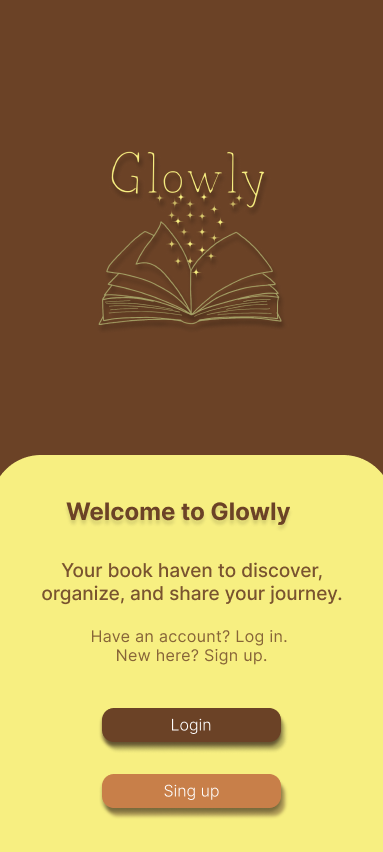 Glowly
Welcome to Glowly
Your book haven to discover,
organize, and share your journey.
Have an account? Log in.
New here? Sign up.
Login
Sing up